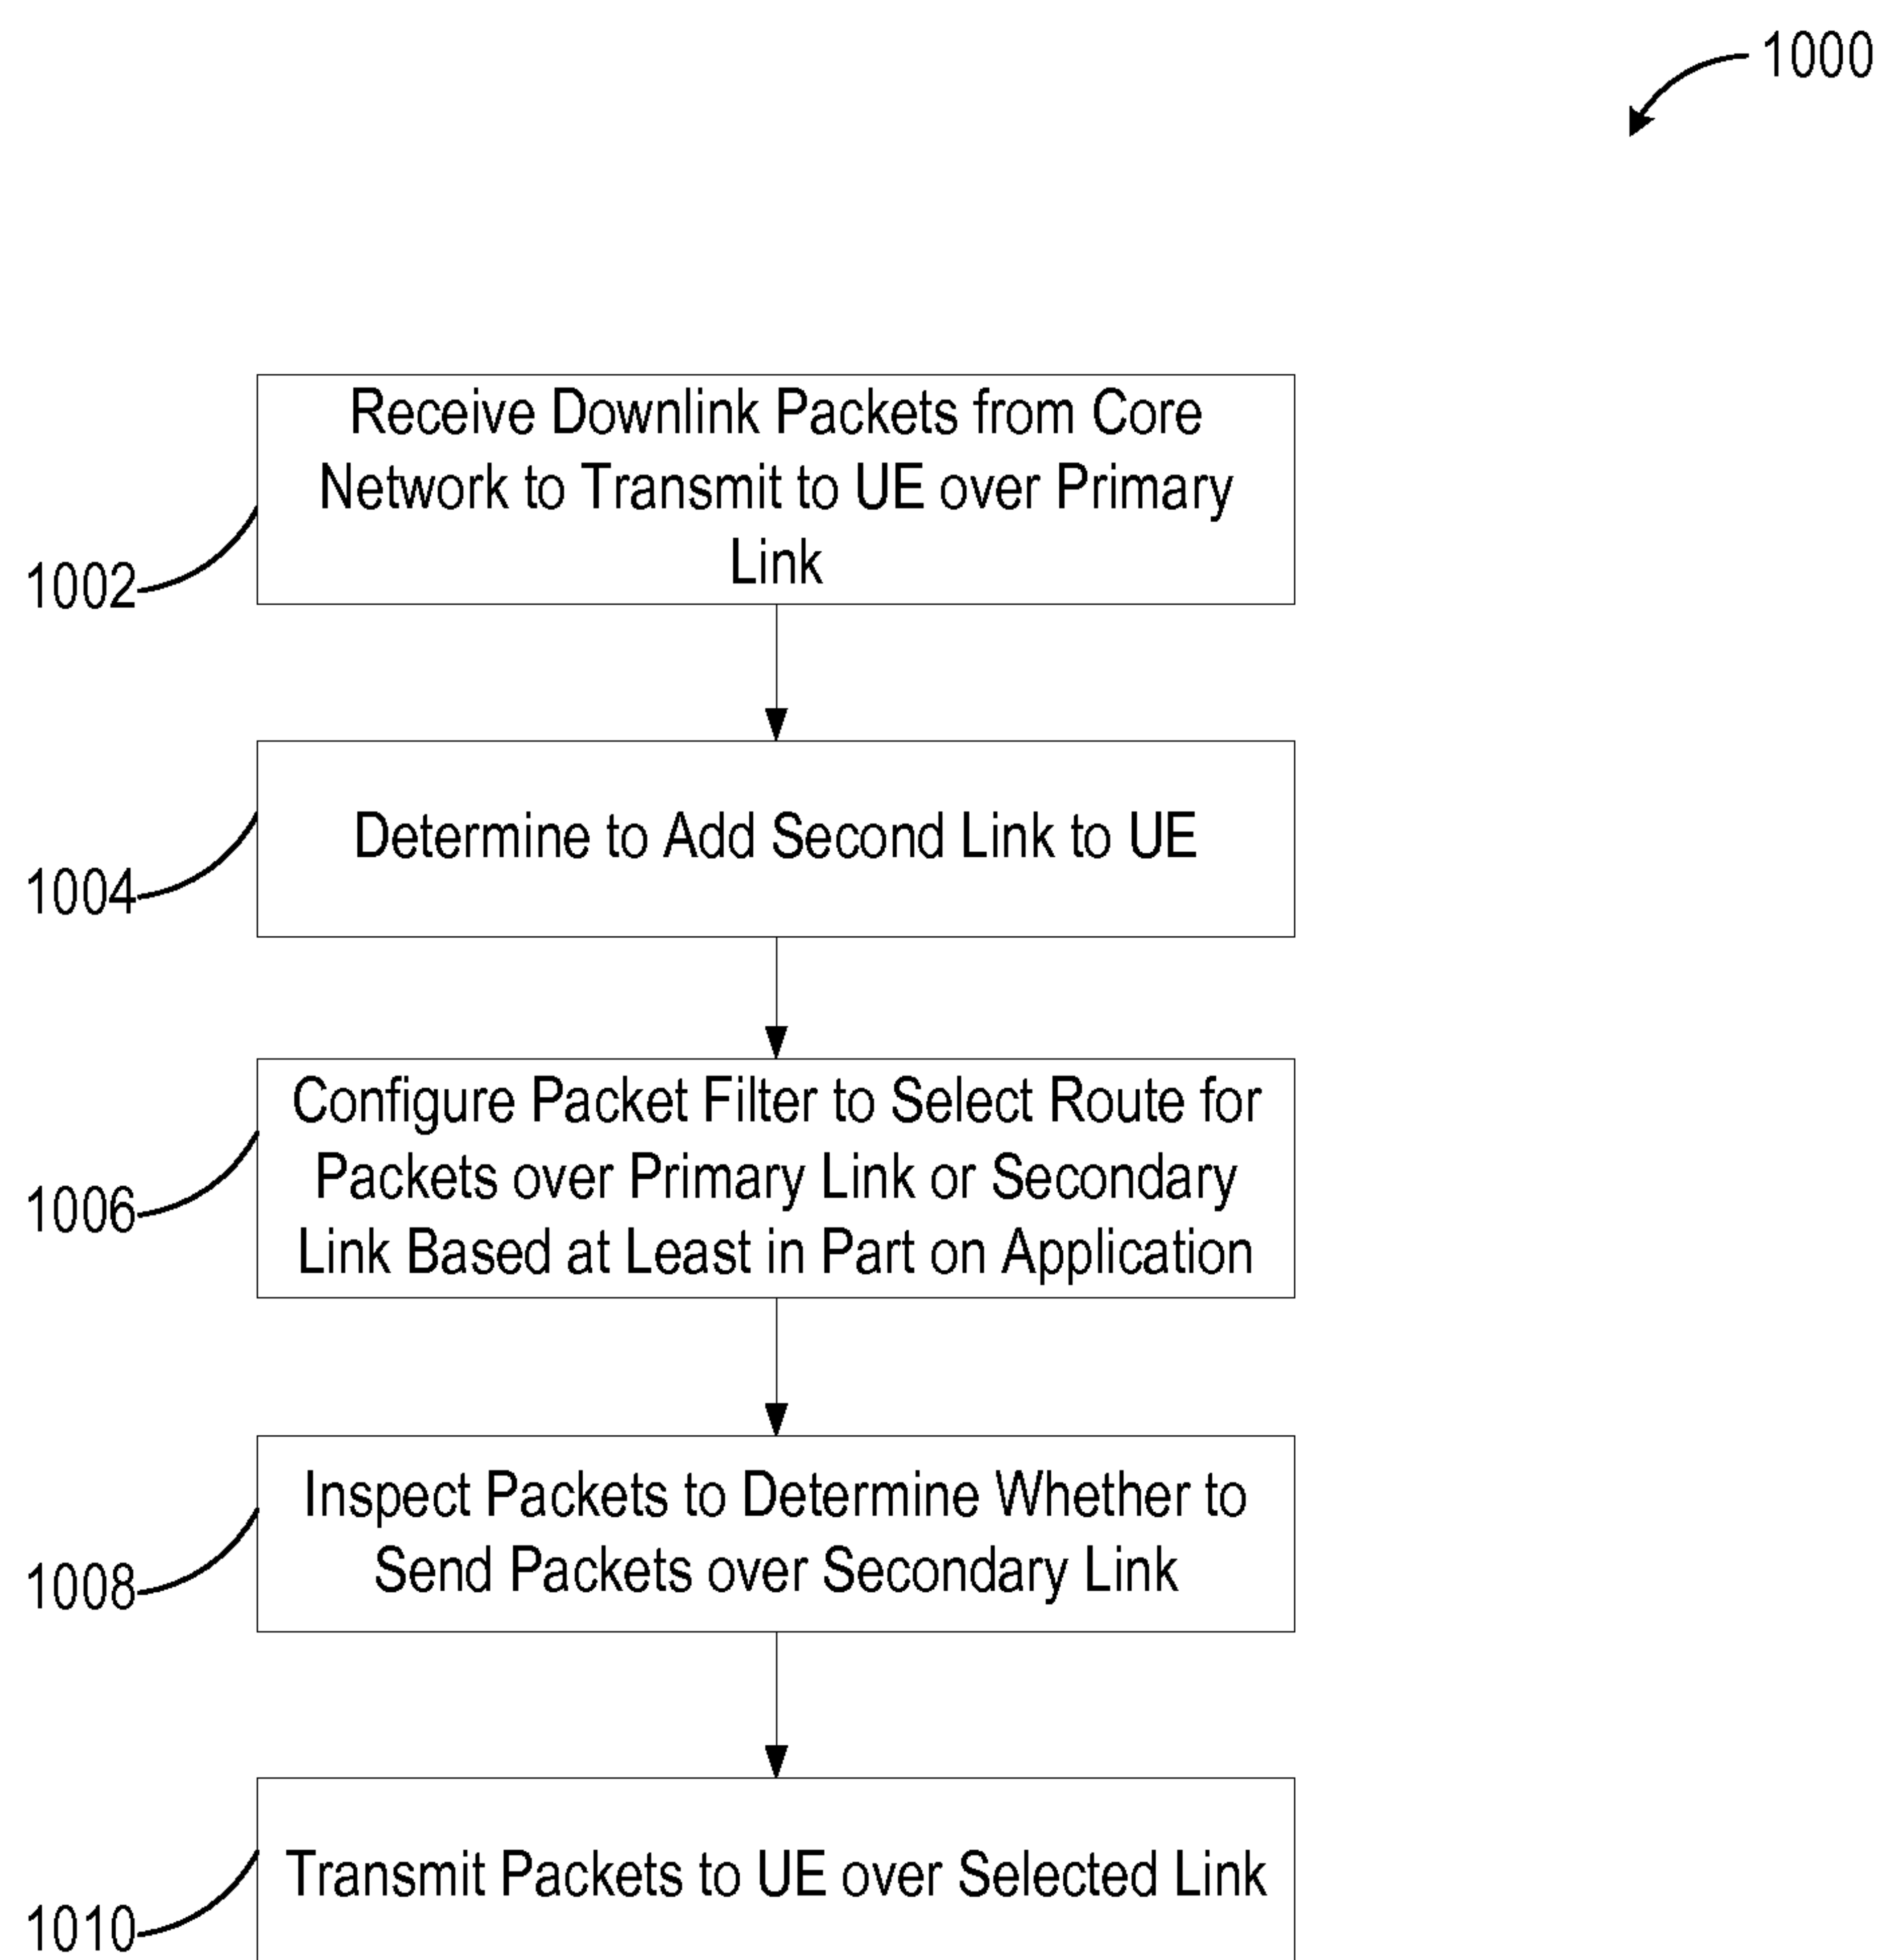 1000
Receive Downlink Packets from Core
Network to Transmit to UE over Primary
Link
1002
Determine to Add Second Link to UE
1004
Configure Packet Filter to Select Route for
Packets over Primary Link or Secondary
Link Based at Least in Part on Application
1006
Inspect Packets to Determine Whether to
Send Packets over Secondary Link
1008
Transmit Packets to UE over Selected Link
1010